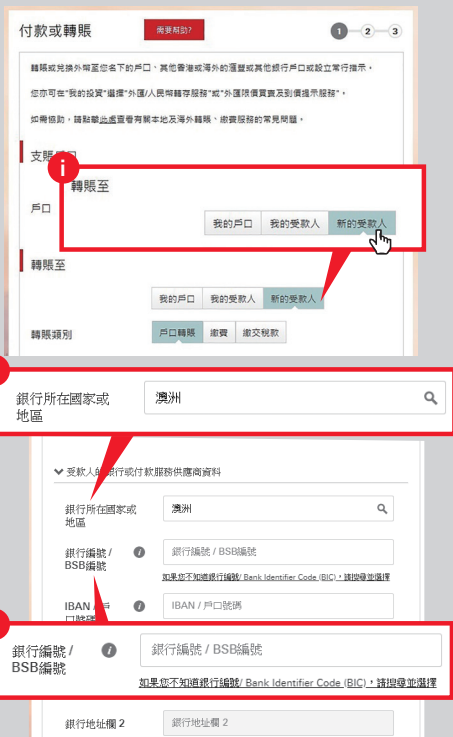 付款或轉賬
需要幫助?
1 2 3
轉賬或兌換外幣至您名下的戶口、其他香港或海外的滙豐或其他銀行戶口或設立常行指示。
您亦可在"我的投資"選擇"外匯/人民幣轉存服務"或"外匯限價買賣及到價提示服務"。
如需協助，請點擊此處查看有關本地及海外轉賬、繳費服務的常見問題。
支賬戶口
i
轉賬至
戶口
我的戶口 我的受款人 新的受款人
轉賬至
我的戶口 我的受款人 新的受款人
轉賬類別
戶口轉賬 繳費 繳交稅款
銀行所在國家或
地區
澳洲
受款人的銀行或付款服務供應商資料
銀行所在國家或
地區
澳洲
銀行編號 /
BSB編號
i
銀行編號 / BSB編號
如果您不知道銀行編號/ Bank Identifier Code (BIC)，請搜尋並選擇
IBAN / 戶
口號碼
i
IBAN / 戶口號碼
銀行編號 /
BSB編號
i
銀行編號 / BSB編號
如果您不知道銀行編號/ Bank Identifier Code (BIC)，請搜尋並選擇
銀行地址欄 2
銀行地址欄 2